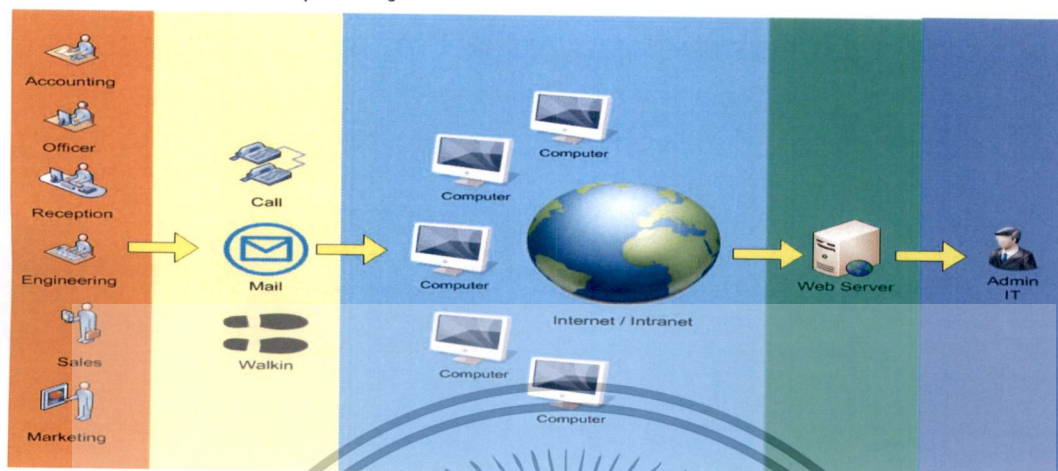 Accounting
Officer
Reception
Engineering
Sales
Marketing
Call
Mail
Walkin
Computer
Computer
Computer
Computer
Computer
Internet / Intranet
Web Server
Admin
IT